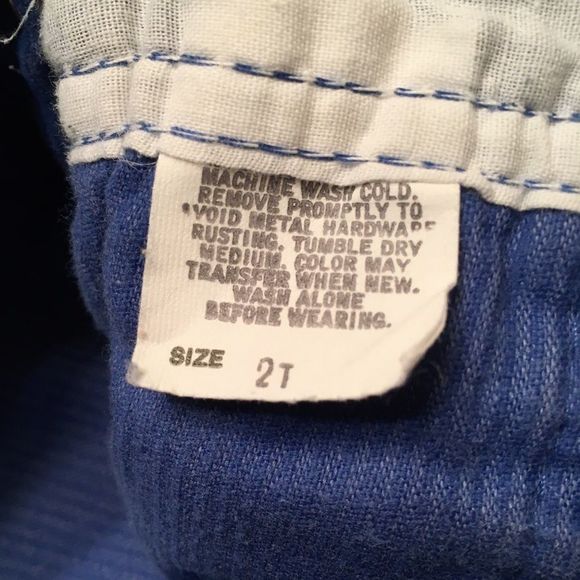 MACHINE WASH COLD.
REMOVE PROMPTLY TO
VOID METAL HARDWARE
RUSTING. TUMBLE DRY
MEDIUM. COLOR MAY
TRANSFER WHEN NEW.
WASH ALONE
BEFORE WEARING.
SIZE 2T